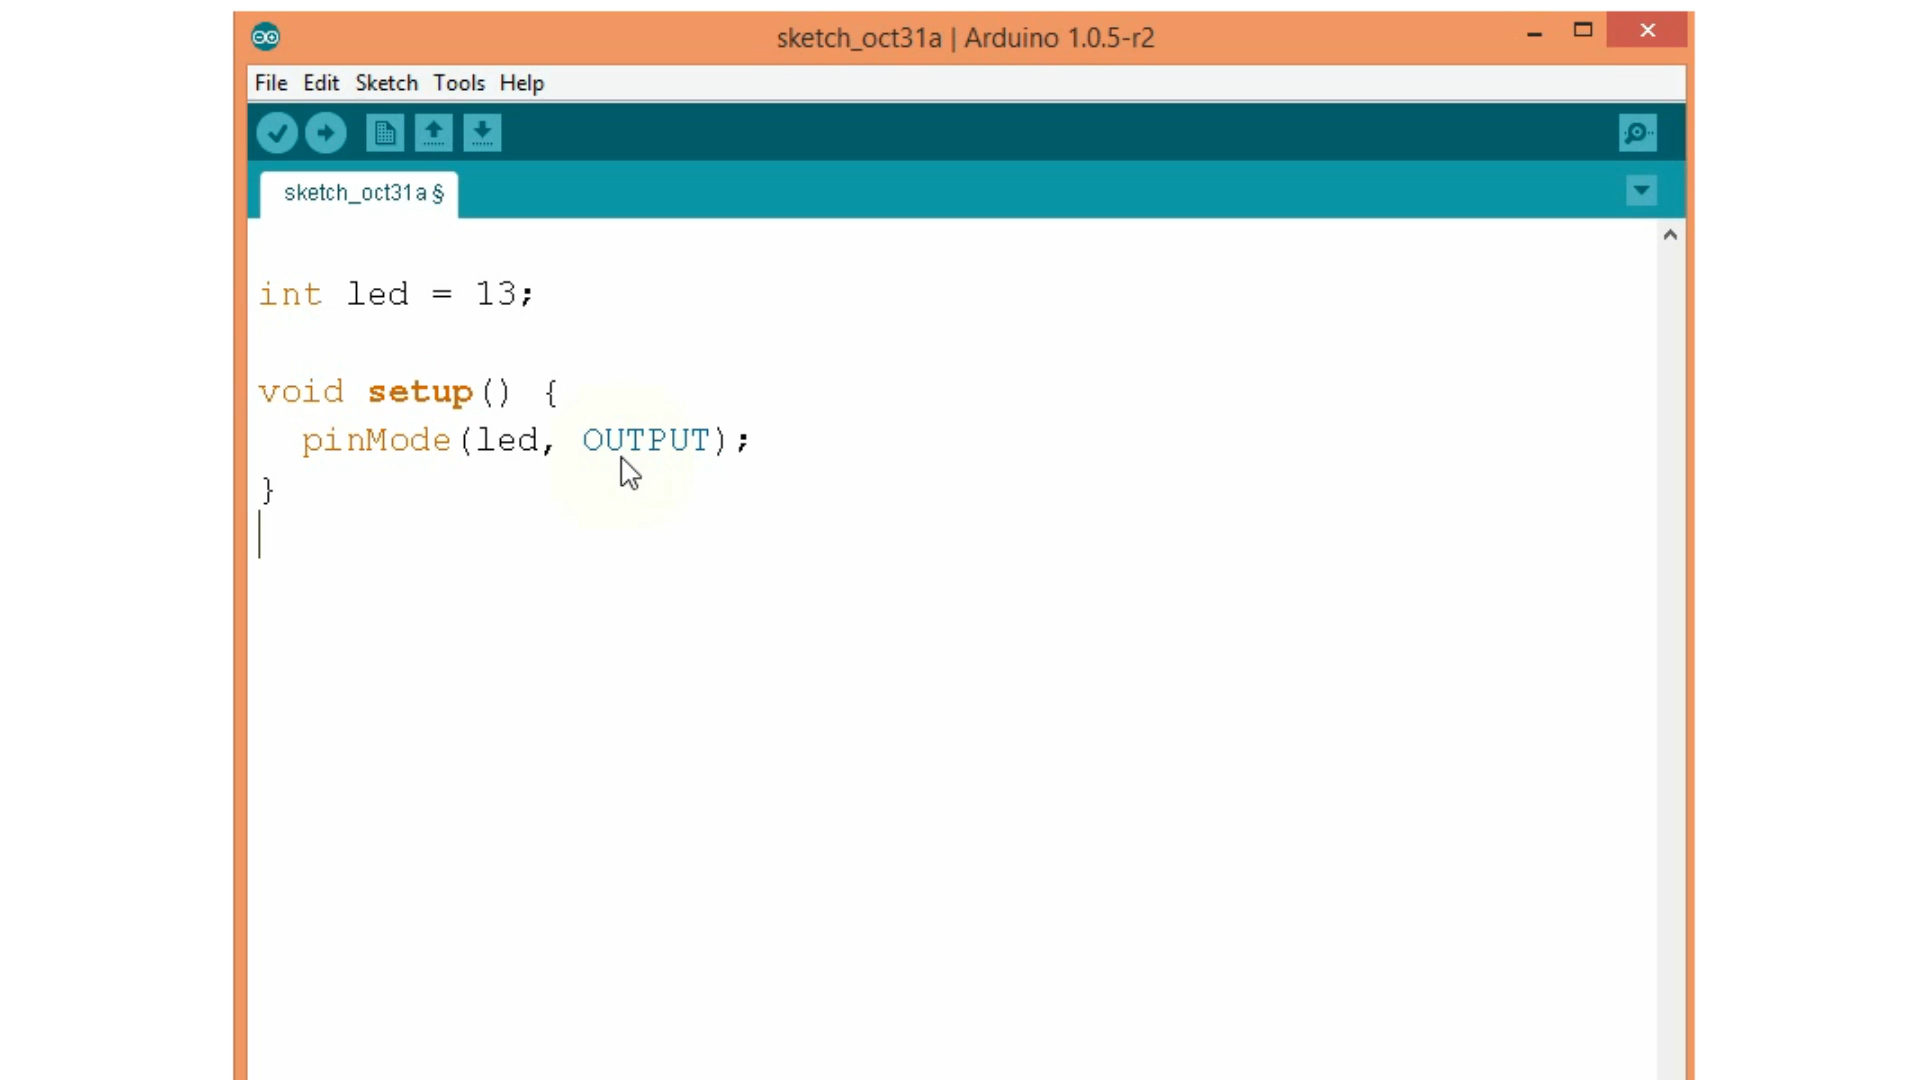 sketch_oct31a | Arduino 1.0.5-r2
File Edit Sketch Tools Help
sketch_oct31a §
int led = 13;
void setup() {
pinMode(led, OUTPUT);
}